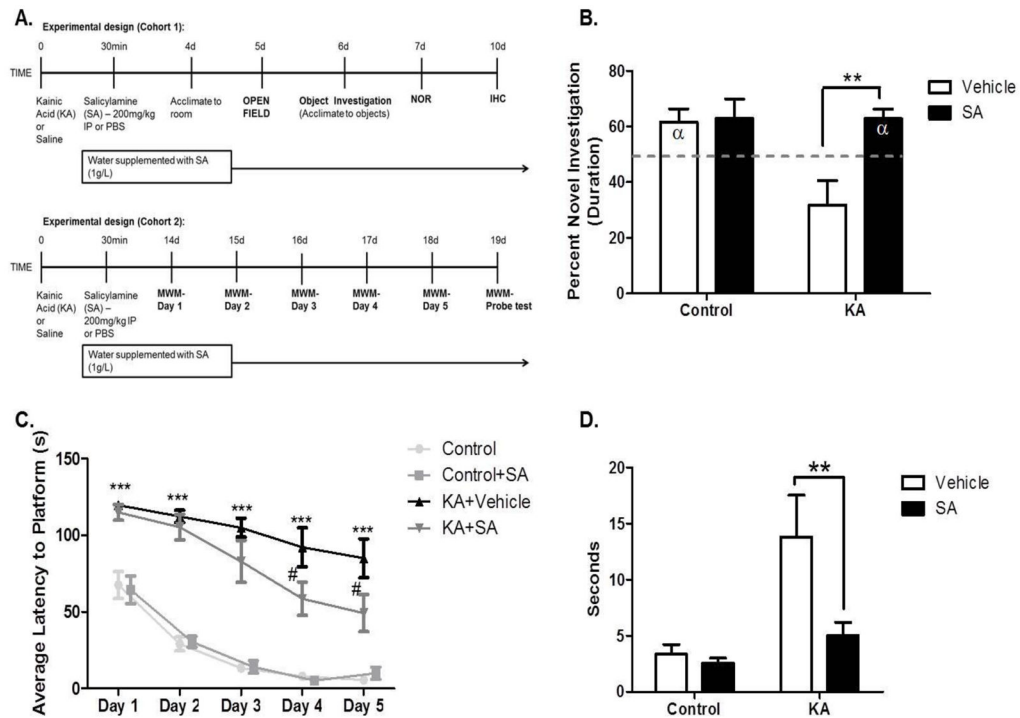 A.
Experimental design (Cohort 1):
0 30min 4d 5d 6d 7d 10d
TIME
Kainic Acid (KA) or Saline
Salicylamine (SA) – 200mg/kg IP or PBS
Acclimate to room
OPEN FIELD
Object Investigation (Acclimate to objects)
NOR
IHC
Water supplemented with SA (1g/L)
Experimental design (Cohort 2):
0 30min 14d 15d 16d 17d 18d 19d
TIME
Kainic Acid (KA) or Saline
Salicylamine (SA) – 200mg/kg IP or PBS
MWM- Day 1
MWM- Day 2
MWM- Day 3
MWM- Day 4
MWM- Day 5
MWM- Probe test
Water supplemented with SA (1g/L)
B.
Percent Novel Investigation (Duration)
80
60
40
20
0
α
α
**
Control
KA
Vehicle
SA
C.
Average Latency to Platform (s)
150
100
50
0
***
***
***
***
***
#
#
Day 1 Day 2 Day 3 Day 4 Day 5
Control
Control+SA
KA+Vehicle
KA+SA
D.
Seconds
20
15
10
5
0
**
Control
KA
Vehicle
SA